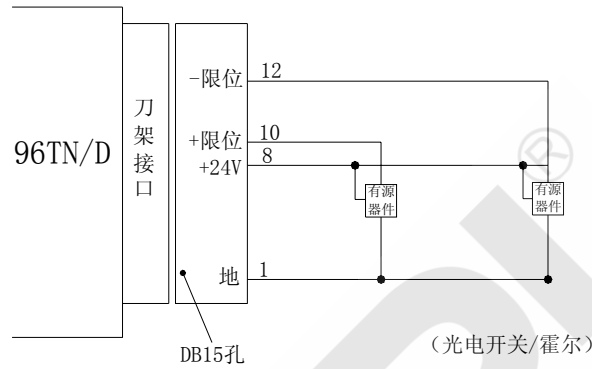 96TN/D
刀架接口
-限位
12
+限位
10
+24V
8
有源
器件
有源
器件
地
1
DB15孔
(光电开关/霍尔)
®